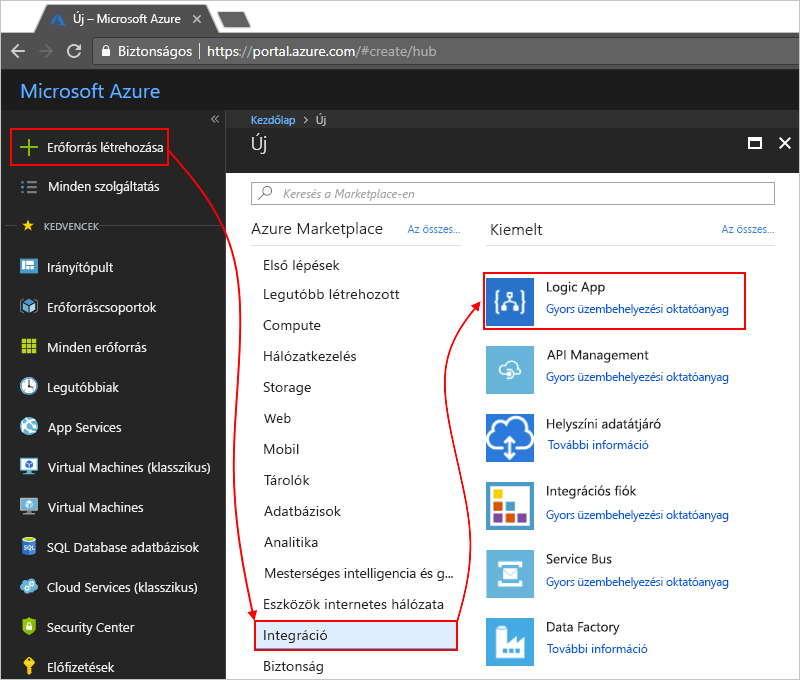 Új – Microsoft Azure
Biztonságos
https://portal.azure.com/#create/hub
Microsoft Azure
Erőforrás létrehozása
Minden szolgáltatás
KEDVENCEK
Irányítópult
Erőforráscsoportok
Minden erőforrás
Legutóbbiak
App Services
Virtual Machines (klasszikus)
Virtual Machines
SQL Database adatbázisok
Cloud Services (klasszikus)
Security Center
Előfizetések
Kezdőlap > Új
Új
Keresés a Marketplace-en
Azure Marketplace
Az összes...
Első lépések
Legutóbb létrehozott
Compute
Hálózatkezelés
Storage
Web
Mobil
Tárolók
Adatbázisok
Analitika
Mesterséges intelligencia és g...
Eszközök internetes hálózata
Integráció
Biztonság
Kiemelt
Az összes...
Logic App
Gyors üzembehelyezési oktatóanyag
API Management
Gyors üzembehelyezési oktatóanyag
Helyszíni adatátjáró
További információ
Integrációs fiók
Gyors üzembehelyezési oktatóanyag
Service Bus
Gyors üzembehelyezési oktatóanyag
Data Factory
További információ